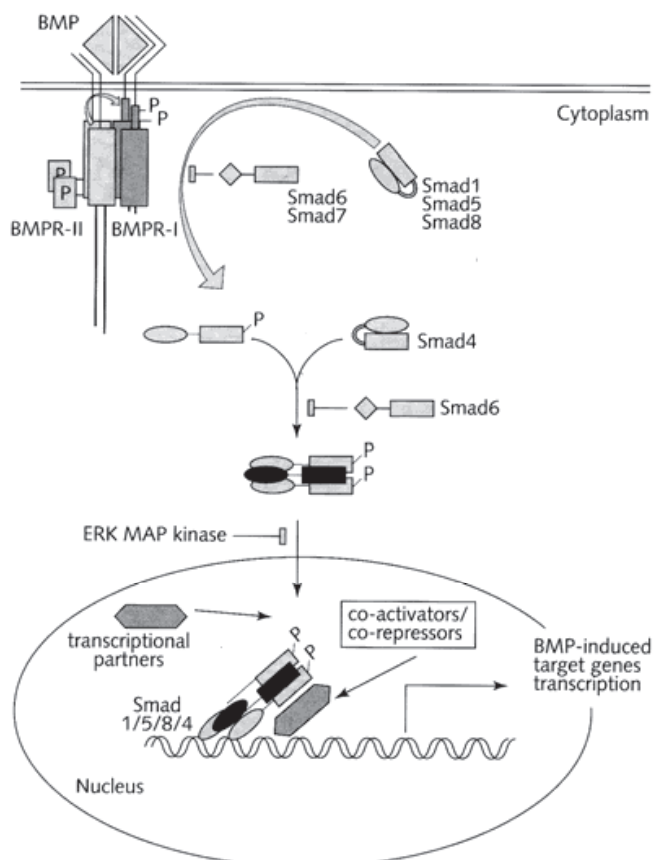 BMP
P
P
Cytoplasm
P
P
BMPR-II
BMPR-I
Smad6
Smad7
Smad1
Smad5
Smad8
P
Smad4
Smad6
P
P
ERK MAP kinase
transcriptional
partners
co-activators/
co-repressors
P
P
BMP-induced
target genes
transcription
Smad
1/5/8/4
Nucleus